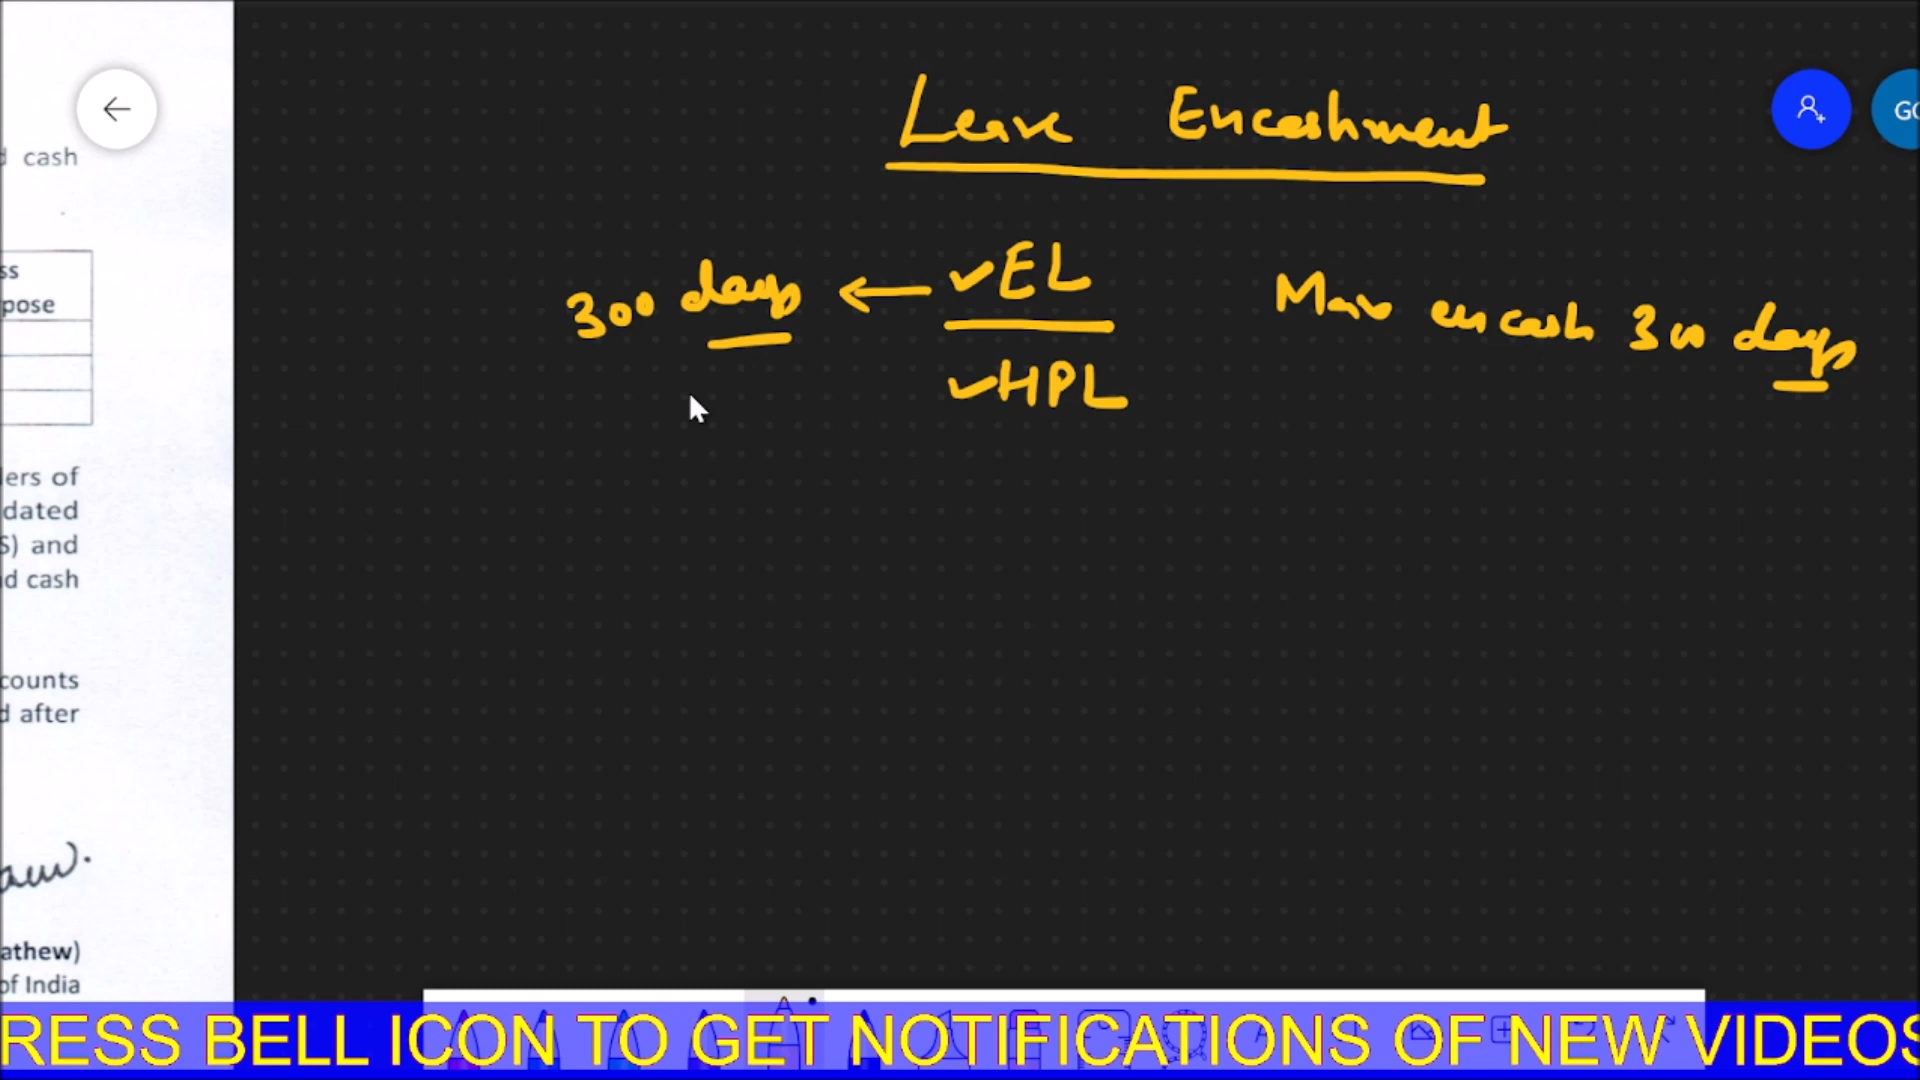 Leave Encashment
GO
d cash
300 days ← ✓EL
Max encash 300 days
✓HPL
ss
pose
ers of
dated
S) and
d cash
counts
d after
athew)
of India
RESS BELL ICON TO GET NOTIFICATIONS OF NEW VIDEOS